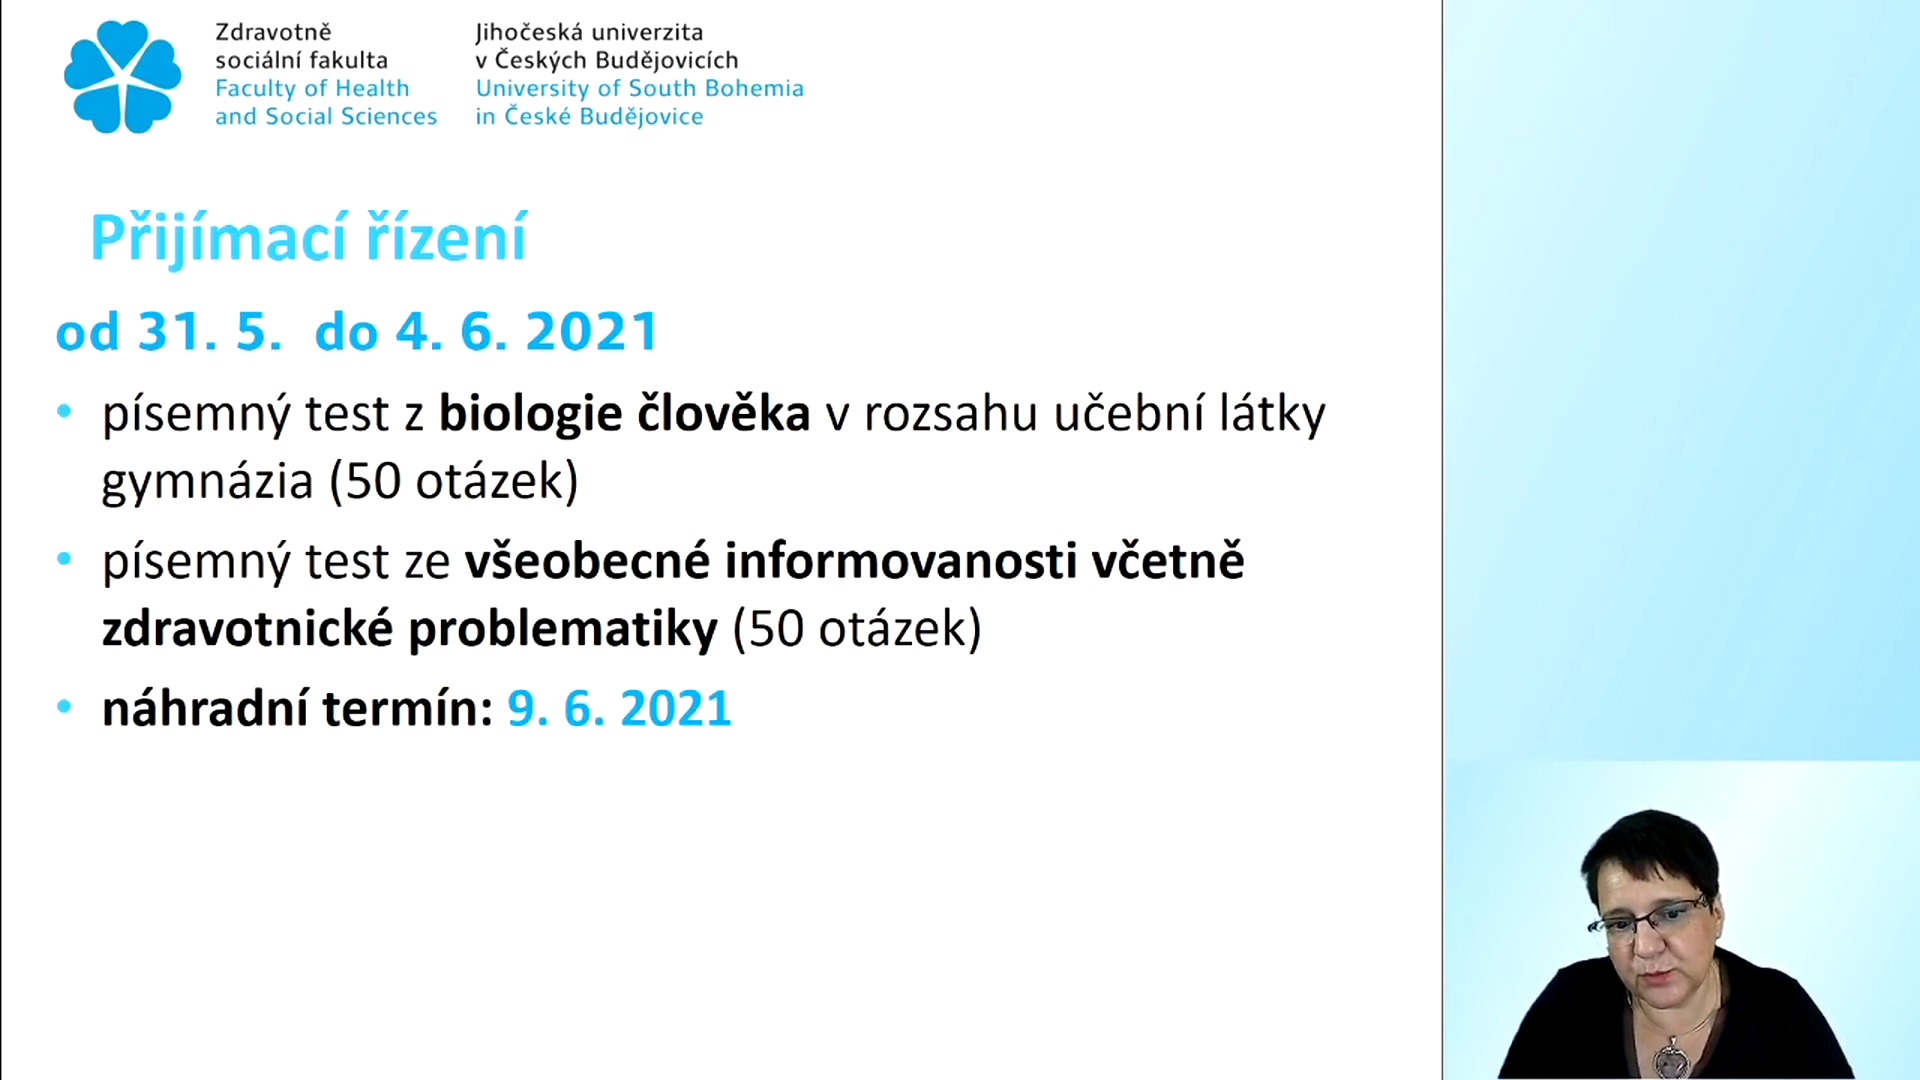 Zdravotně
sociální fakulta
Faculty of Health
and Social Sciences
Jihočeská univerzita
v Českých Budějovicích
University of South Bohemia
in České Budějovice
Přijímací řízení
od 31. 5. do 4. 6. 2021
• písemný test z biologie člověka v rozsahu učební látky
gymnázia (50 otázek)
• písemný test ze všeobecné informovanosti včetně
zdravotnické problematiky (50 otázek)
• náhradní termín: 9. 6. 2021